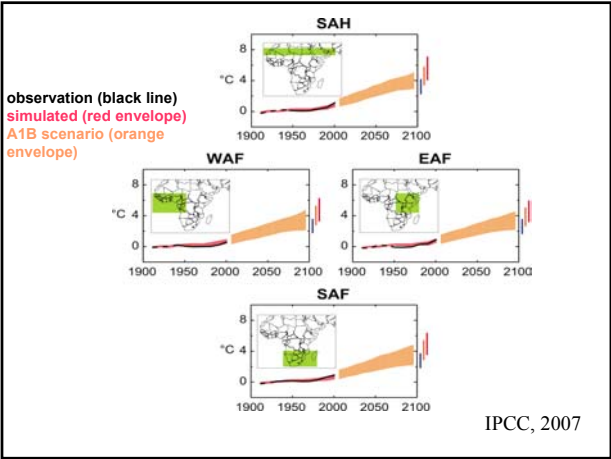 SAH
8
°C 4
0
1900 1950 2000 2050 2100
observation (black line)
simulated (red envelope)
A1B scenario (orange
envelope)
WAF
8
°C 4
0
1900 1950 2000 2050 2100
EAF
8
°C 4
0
1900 1950 2000 2050 2100
SAF
8
°C 4
0
1900 1950 2000 2050 2100
IPCC, 2007